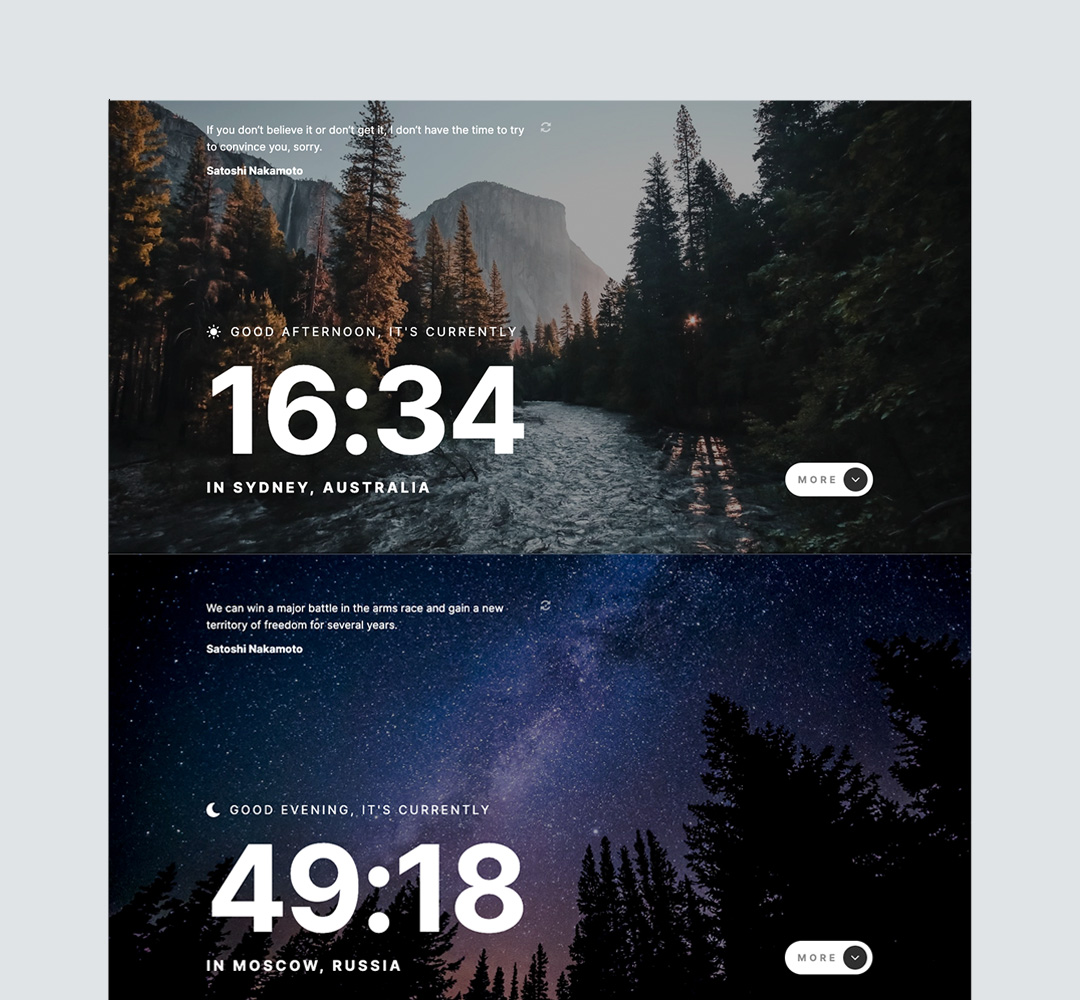 If you don't believe it or don't get it, I don't have the time to try
to convince you, sorry.
Satoshi Nakamoto
GOOD AFTERNOON, IT'S CURRENTLY
16:34
IN SYDNEY, AUSTRALIA
MORE
We can win a major battle in the arms race and gain a new
territory of freedom for several years.
Satoshi Nakamoto
GOOD EVENING, IT'S CURRENTLY
49:18
IN MOSCOW, RUSSIA
MORE